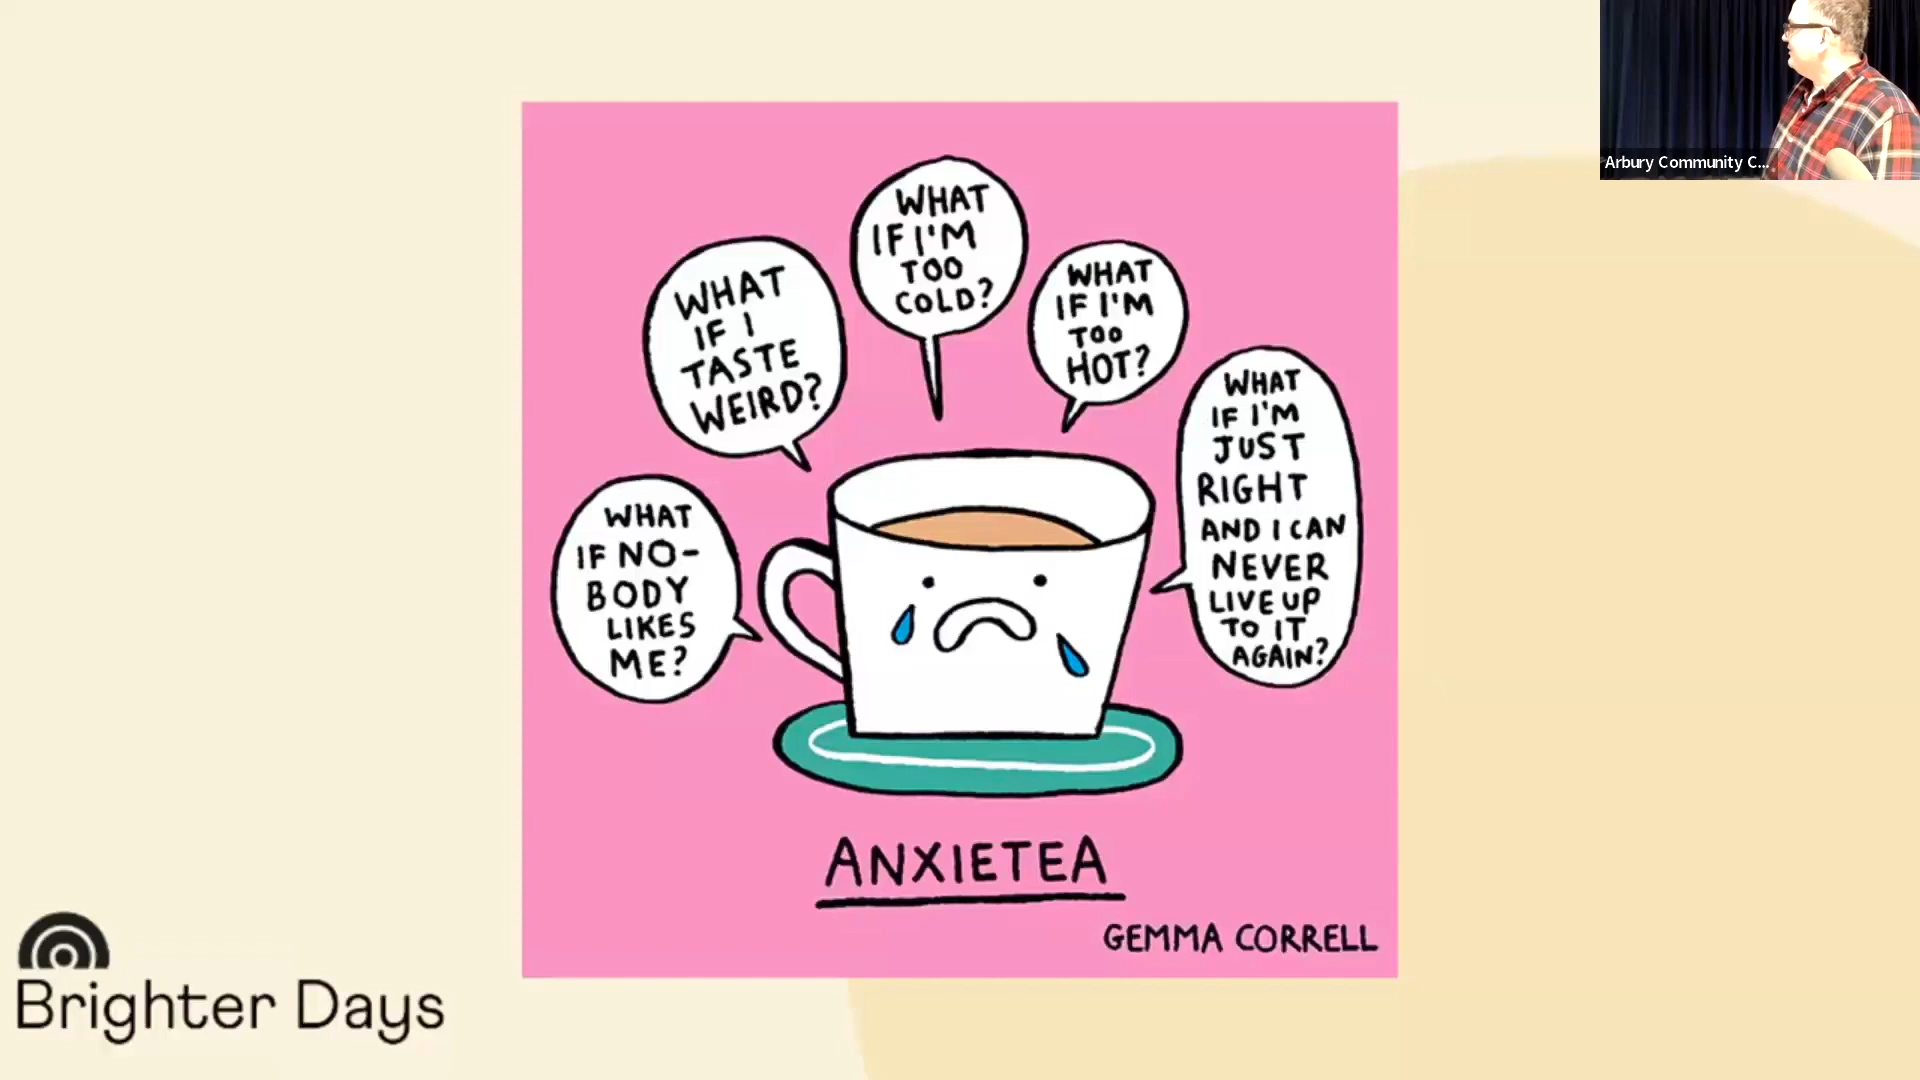 Arbury Community C...
WHAT
IF I'M
TOO
COLD?
WHAT
IF I
TASTE
WEIRD?
WHAT
IF I'M
TOO
HOT?
WHAT
IF NO-
BODY
LIKES
ME?
WHAT
IF I'M
JUST
RIGHT
AND I CAN
NEVER
LIVE UP
TO IT
AGAIN?
ANXIETEA
GEMMA CORRELL
Brighter Days